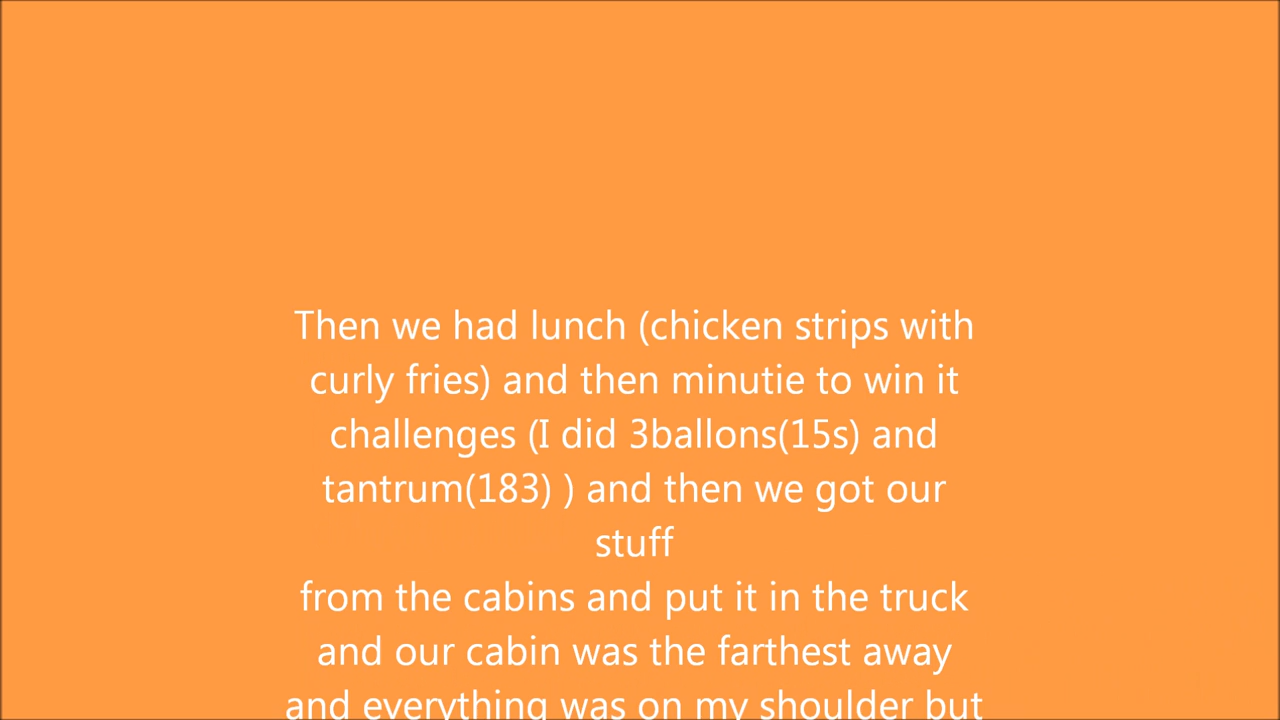 Then we had lunch (chicken strips with
curly fries) and then minutie to win it
challenges (I did 3ballons(15s) and
tantrum(183) ) and then we got our
stuff
from the cabins and put it in the truck
and our cabin was the farthest away
and everything was on my shoulder but